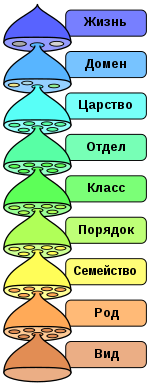 Жизнь
Домен
Царство
Отдел
Класс
Порядок
Семейство
Род
Вид